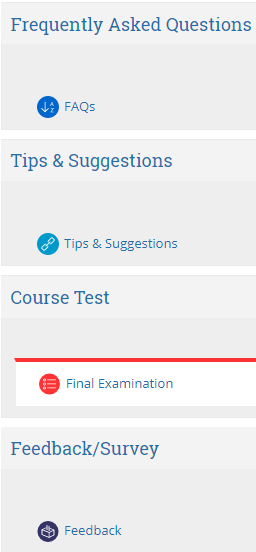 Frequently Asked Questions
FAQs
Tips & Suggestions
Tips & Suggestions
Course Test
Final Examination
Feedback/Survey
Feedback